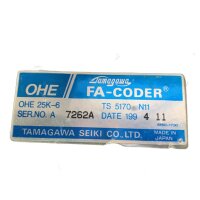 OHE Tamagawa
FA-CODER®
OHE 25K-6 TS 5170 N11
SER.NO. A 7262A DATE 199 4 11
TAMAGAWA SEIKI CO.,LTD. MADE IN JAPAN